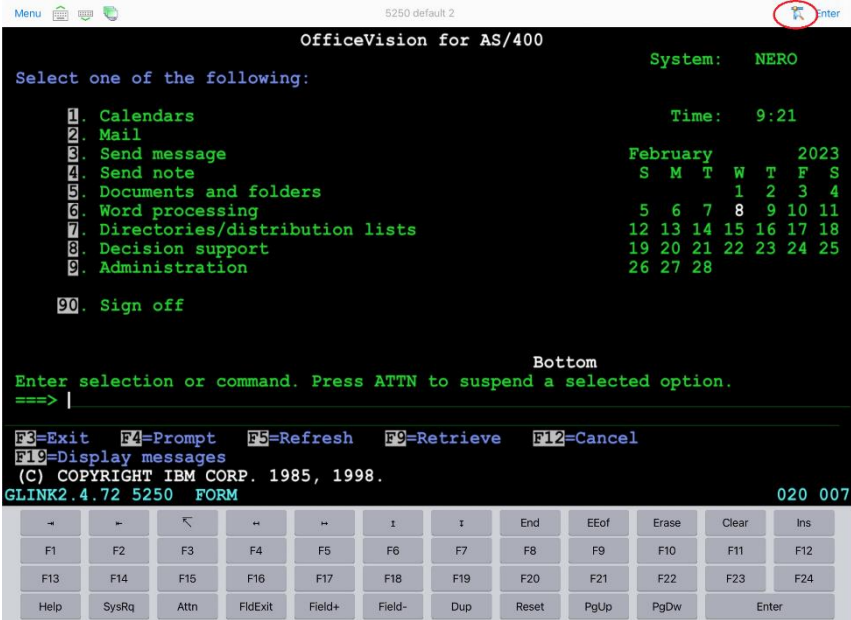 Menu 5250 default 2 Enter
OfficeVision for AS/400
System: NERO
Select one of the following:
1. Calendars Time: 9:21
2. Mail
3. Send message February 2023
4. Send note S M T W T F S
5. Documents and folders 1 2 3 4
6. Word processing 5 6 7 8 9 10 11
7. Directories/distribution lists 12 13 14 15 16 17 18
8. Decision support 19 20 21 22 23 24 25
9. Administration 26 27 28
90. Sign off
Bottom
Enter selection or command. Press ATTN to suspend a selected option.
===>
F3=Exit F4=Prompt F5=Refresh F9=Retrieve F12=Cancel
F19=Display messages
(C) COPYRIGHT IBM CORP. 1985, 1998.
GLINK2.4.72 5250 FORM 020 007
End EEof Erase Clear Ins
F1 F2 F3 F4 F5 F6 F7 F8 F9 F10 F11 F12
F13 F14 F15 F16 F17 F18 F19 F20 F21 F22 F23 F24
Help SysRq Attn FldExit Field+ Field- Dup Reset PgUp PgDw Enter